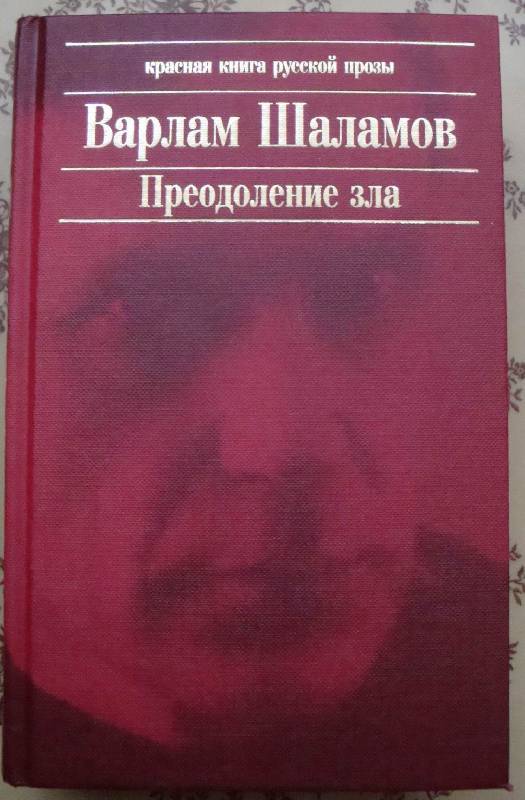 красная книга русской прозы
Варлам Шаламов
Преодоление зла